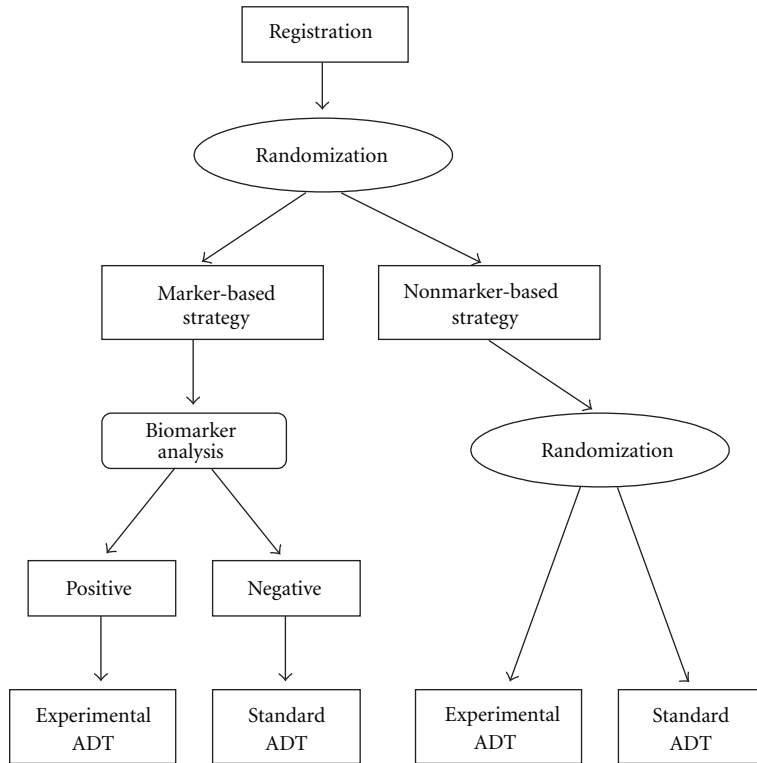 Registration
Randomization
Marker-based
strategy
Nonmarker-based
strategy
Biomarker
analysis
Randomization
Positive
Negative
Experimental
ADT
Standard
ADT
Experimental
ADT
Standard
ADT